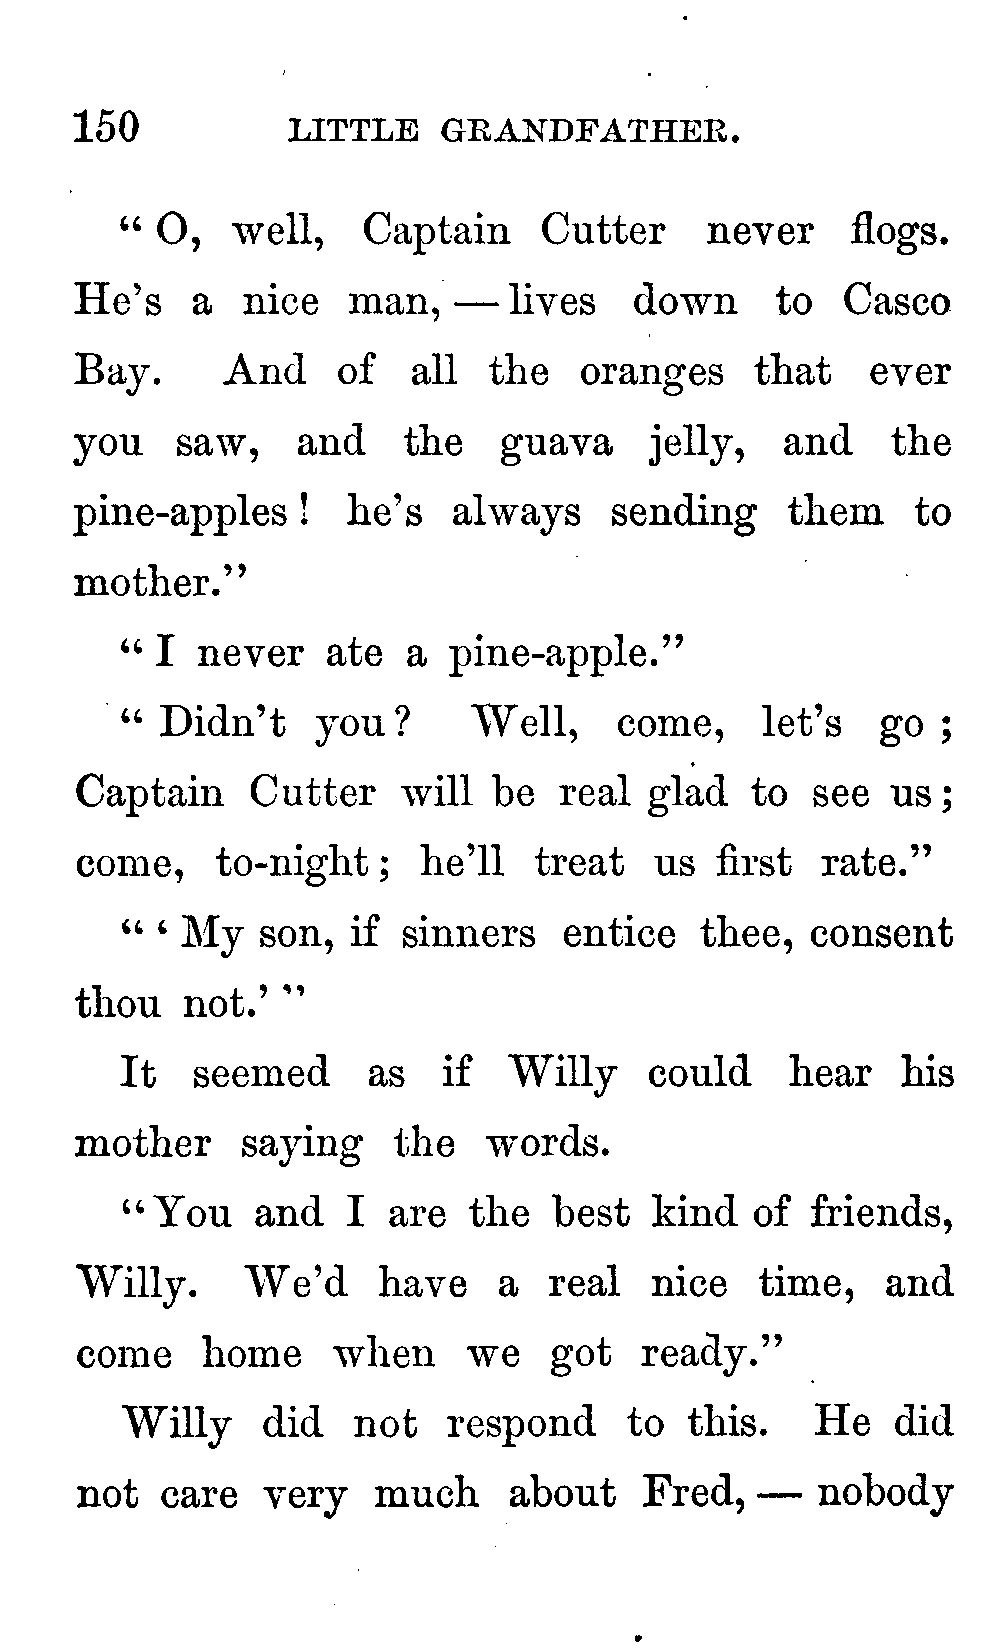 150 LITTLE GRANDFATHER.
“ O, well, Captain Cutter never flogs.
He’s a nice man, — lives down to Casco
Bay. And of all the oranges that ever
you saw, and the guava jelly, and the
pine-apples ! he’s always sending them to
mother.”
“ I never ate a pine-apple.”
“ Didn’t you ? Well, come, let’s go ;
Captain Cutter will be real glad to see us ;
come, to-night ; he’ll treat us first rate.”
“ ‘ My son, if sinners entice thee, consent
thou not.’ ”
It seemed as if Willy could hear his
mother saying the words.
“ You and I are the best kind of friends,
Willy. We’d have a real nice time, and
come home when we got ready.”
Willy did not respond to this. He did
not care very much about Fred, — nobody